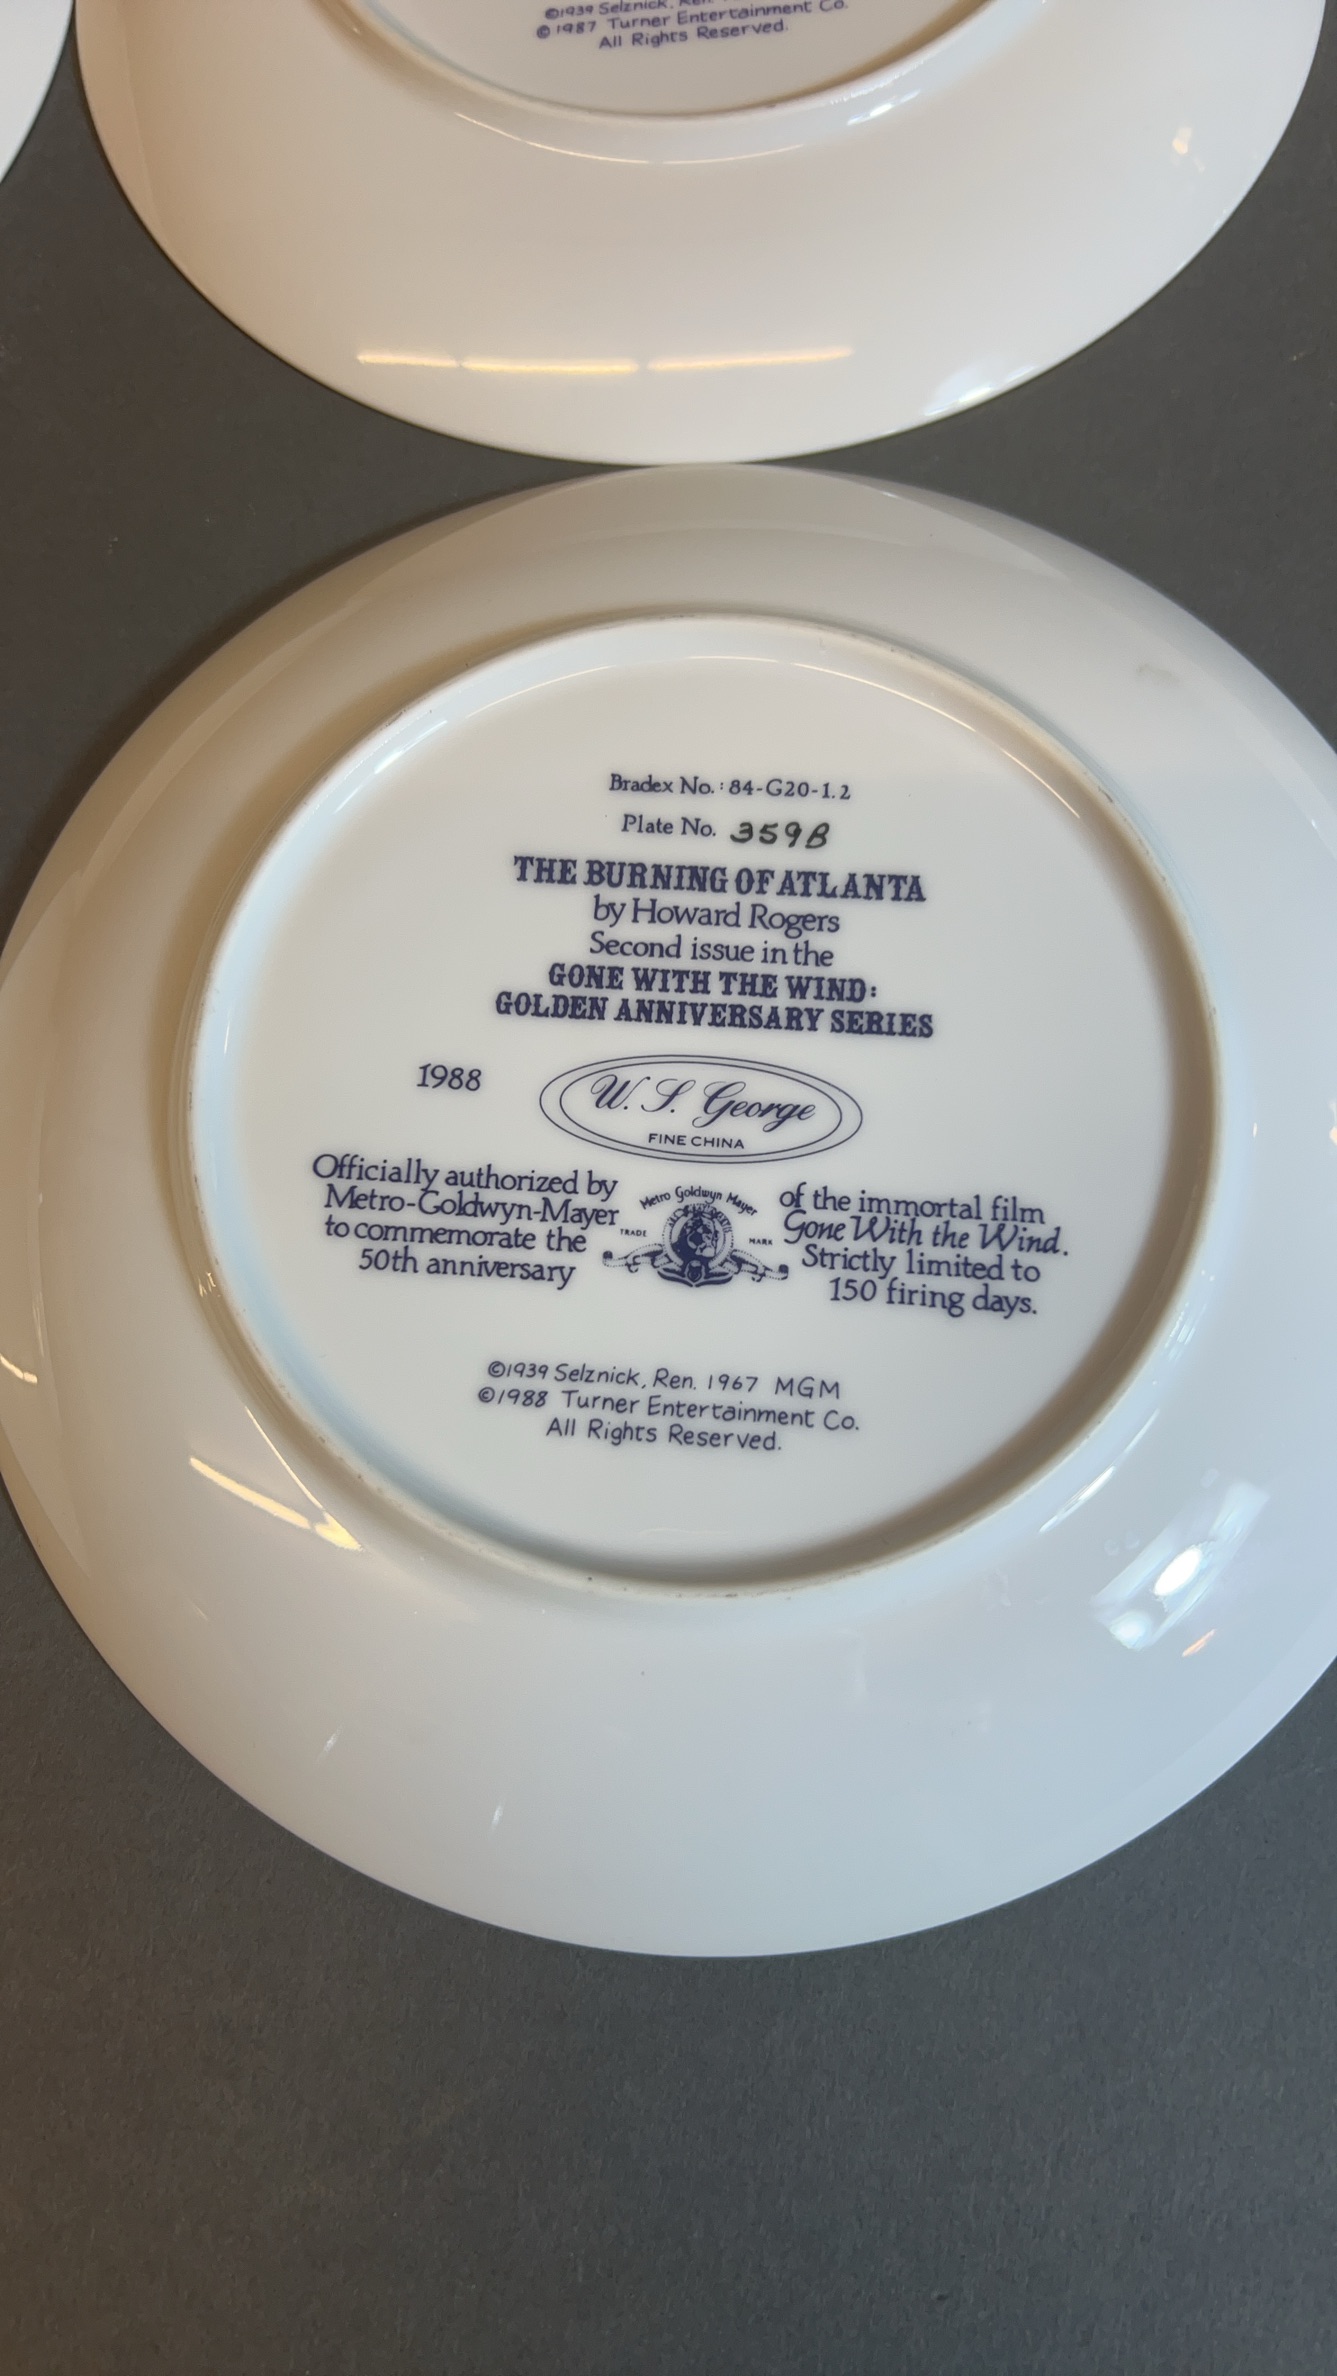 ©1939 Selznick, Ren.
© 1987 Turner Entertainment Co.
All Rights Reserved.
Bradex No.: 84-G20-1.2
Plate No. 359B
THE BURNING OF ATLANTA
by Howard Rogers
Second issue in the
GONE WITH THE WIND:
GOLDEN ANNIVERSARY SERIES
1988
W. S. George
FINE CHINA
Officially authorized by
Metro-Goldwyn-Mayer
to commemorate the
50th anniversary
Metro Goldwyn Mayer
TRADE MARK
of the immortal film
Gone With the Wind.
Strictly limited to
150 firing days.
©1939 Selznick, Ren. 1967 MGM
©1988 Turner Entertainment Co.
All Rights Reserved.